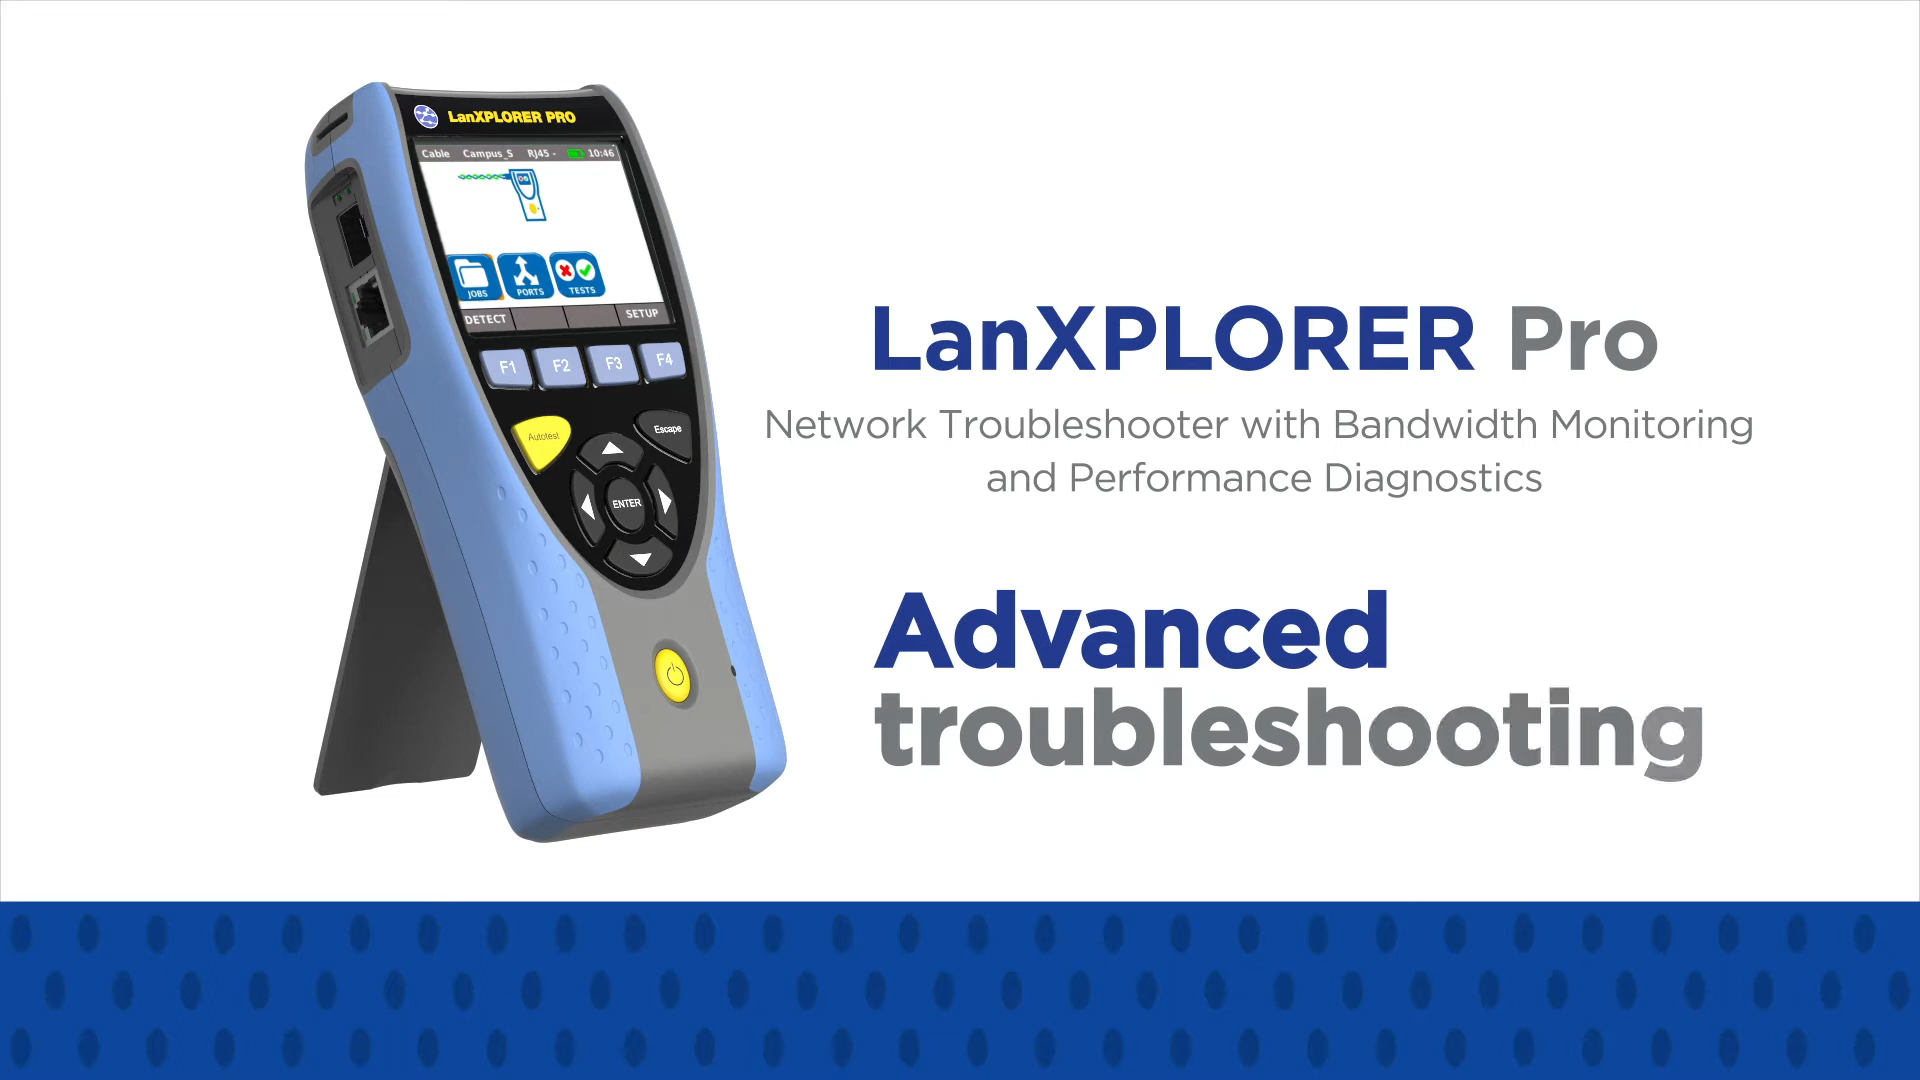 LanXPLORER PRO
Cable Campus_S RJ45 - 10:46
JOBS PORTS TESTS
DETECT SETUP
F1 F2 F3 F4
Autotest
Escape
ENTER
LanXPLORER Pro
Network Troubleshooter with Bandwidth Monitoring
and Performance Diagnostics
Advanced
troubleshooting